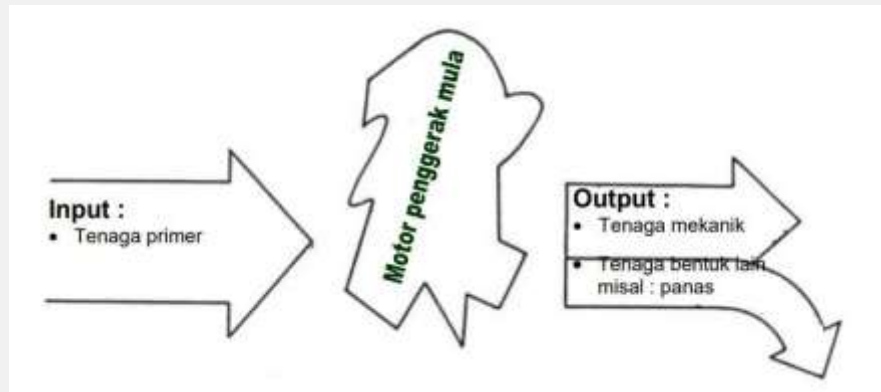 Input :
• Tenaga primer
Motor penggerak mula
Output :
• Tenaga mekanik
• Tenaga bentuk lain
misal : panas